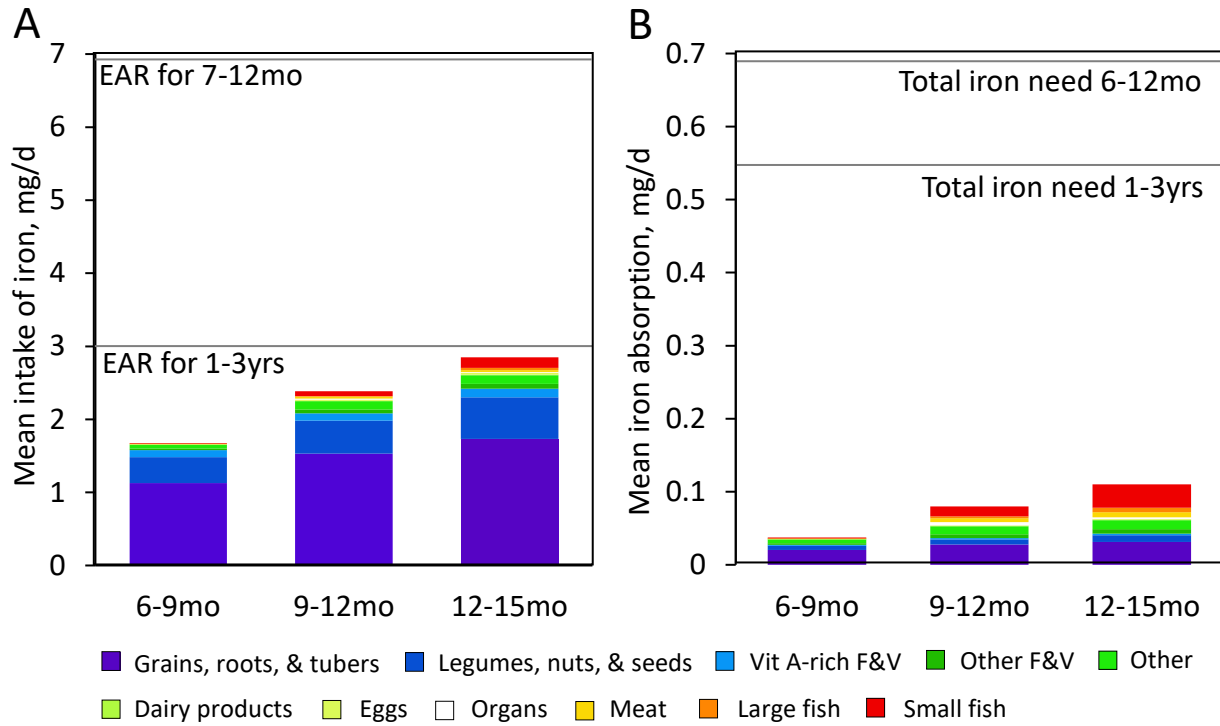 A
Mean intake of iron, mg/d
7
6
5
4
3
2
1
0
EAR for 7-12mo
EAR for 1-3yrs
6-9mo 9-12mo 12-15mo
B
Mean iron absorption, mg/d
0.7
0.6
0.5
0.4
0.3
0.2
0.1
0
Total iron need 6-12mo
Total iron need 1-3yrs
6-9mo 9-12mo 12-15mo
Grains, roots, & tubers Legumes, nuts, & seeds Vit A-rich F&V Other F&V Other
Dairy products Eggs Organs Meat Large fish Small fish